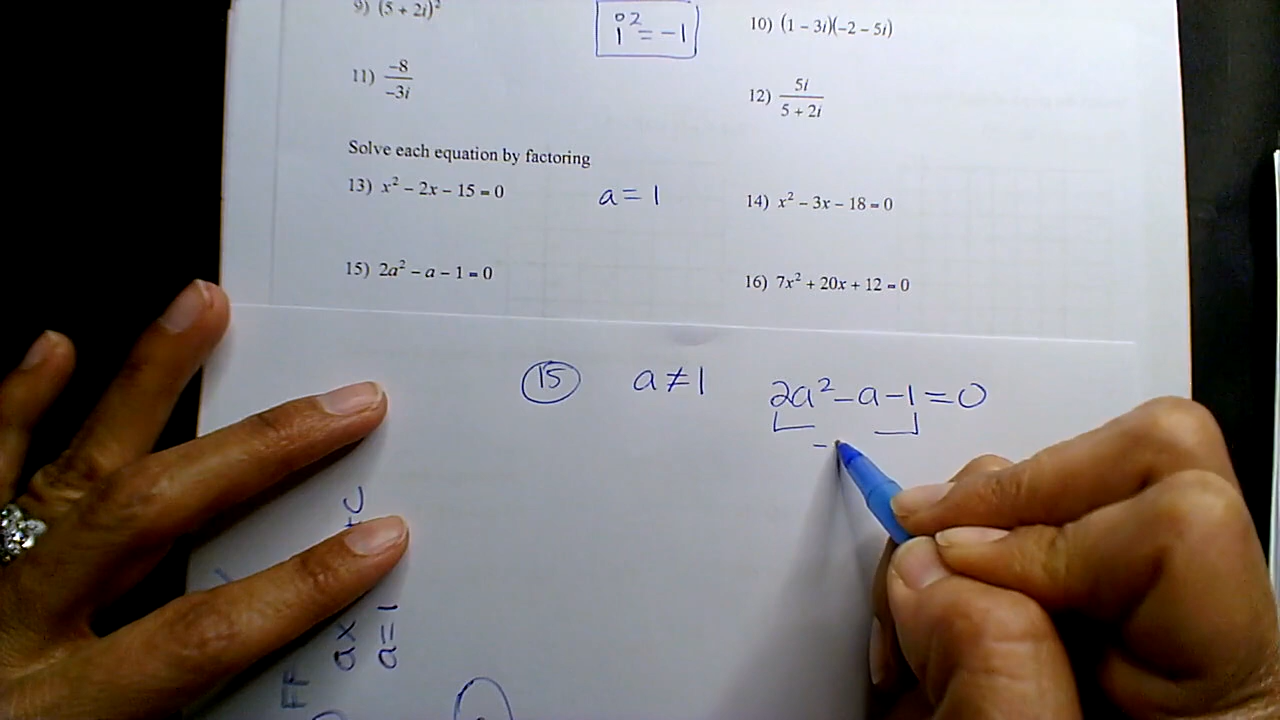 9) (5 + 2i)²
i² = -1
10) (1 − 3i)(−2 − 5i)
11) −8 / −3i
12) 5i / 5 + 2i
Solve each equation by factoring
13) x² − 2x − 15 = 0
a = 1
14) x² − 3x − 18 = 0
15) 2a² − a − 1 = 0
16) 7x² + 20x + 12 = 0
15 a ≠ 1 2a² − a − 1 = 0
−
+C
ax
a = 1
FF